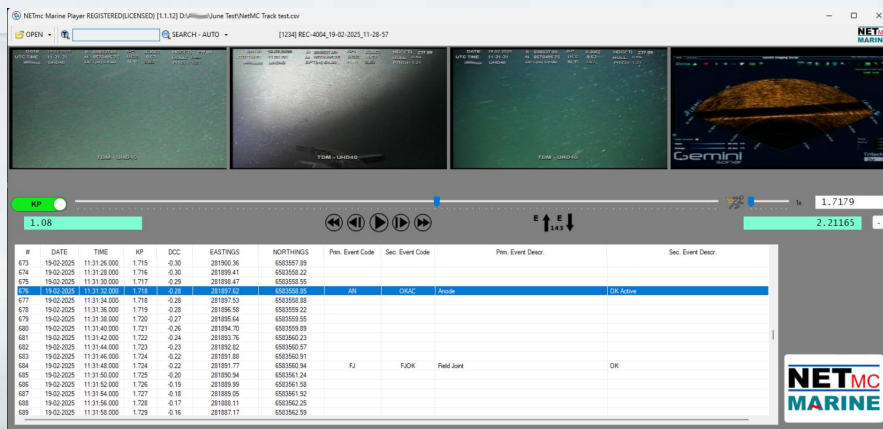 NETmc Marine Player REGISTERED(LICENSED) [1.1.12] D:\ \June Test\NetMC Track test.csv
OPEN SEARCH - AUTO [1234] REC-4004_19-02-2025_11-28-57
NETMC
MARINE
UTC TIME 11:31:31
TDM - UHD40
TDM - UHD40
TDM - UHD40
Gemini
sonar
Tritech
KP 1x 1.7179
1.08 E E 143 2.21165 -
# DATE TIME KP DCC EASTINGS NORTHINGS Prim. Event Code Sec. Event Code Prim. Event Descr. Sec. Event Descr.
673 19-02-2025 11:31:26.000 1.715 -0.30 281900.36 6583557.89
674 19-02-2025 11:31:28.000 1.716 -0.30 281899.41 6583558.22
675 19-02-2025 11:31:30.000 1.717 -0.29 281898.47 6583558.55
676 19-02-2025 11:31:32.000 1.718 -0.28 281897.62 6583558.85 AN OKAC Anode OK Active
677 19-02-2025 11:31:34.000 1.718 -0.28 281897.53 6583558.88
678 19-02-2025 11:31:36.000 1.719 -0.28 281896.58 6583559.22
679 19-02-2025 11:31:38.000 1.720 -0.27 281895.64 6583559.55
680 19-02-2025 11:31:40.000 1.721 -0.26 281894.70 6583559.89
681 19-02-2025 11:31:42.000 1.722 -0.24 281893.76 6583560.23
682 19-02-2025 11:31:44.000 1.723 -0.23 281892.82 6583560.57
683 19-02-2025 11:31:46.000 1.724 -0.22 281891.88 6583560.91
684 19-02-2025 11:31:48.000 1.724 -0.22 281891.77 6583560.94 FJ FJOK Field Joint OK
685 19-02-2025 11:31:50.000 1.725 -0.20 281890.94 6583561.24
686 19-02-2025 11:31:52.000 1.726 -0.19 281889.99 6583561.58
687 19-02-2025 11:31:54.000 1.727 -0.18 281889.05 6583561.92
688 19-02-2025 11:31:56.000 1.728 -0.17 281888.11 6583562.25
689 19-02-2025 11:31:58.000 1.729 -0.16 281887.17 6583562.59
NETMC
MARINE